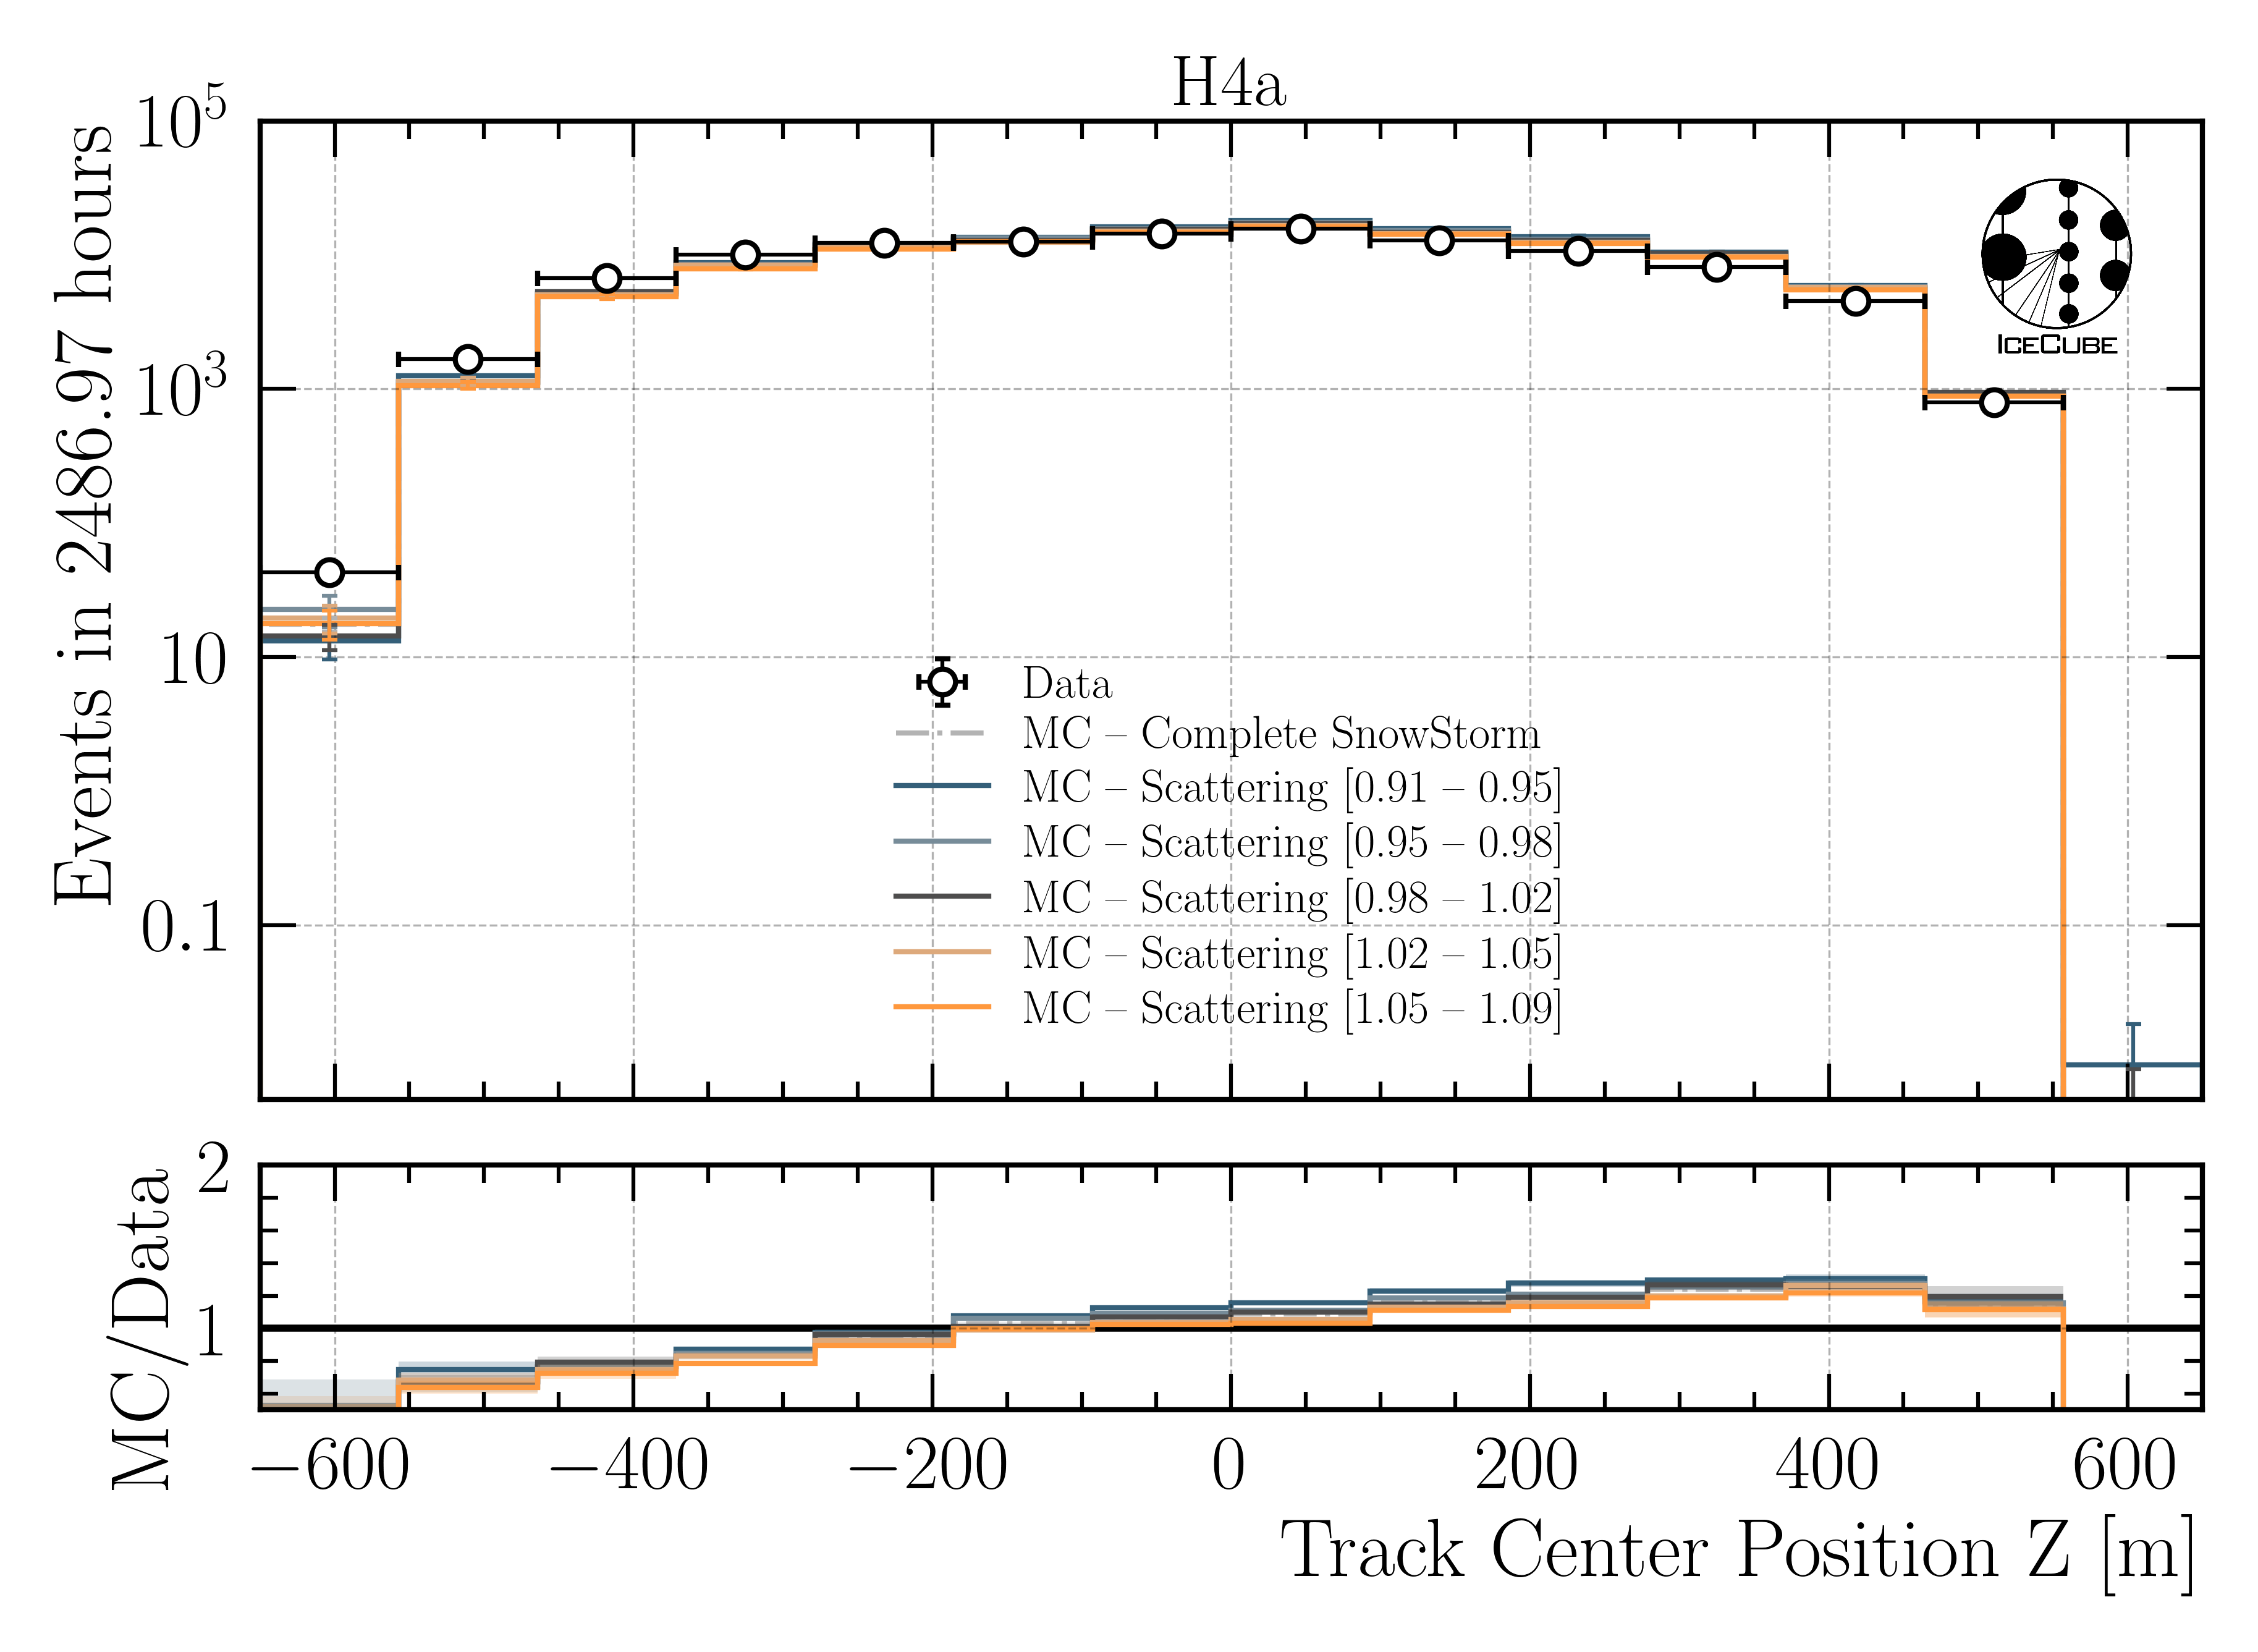 H4a
10^5
10^3
10
0.1
Events in 2486.97 hours
ICECUBE
Data
MC – Complete SnowStorm
MC – Scattering [0.91 – 0.95]
MC – Scattering [0.95 – 0.98]
MC – Scattering [0.98 – 1.02]
MC – Scattering [1.02 – 1.05]
MC – Scattering [1.05 – 1.09]
2
1
MC/Data
−600 −400 −200 0 200 400 600
Track Center Position Z [m]